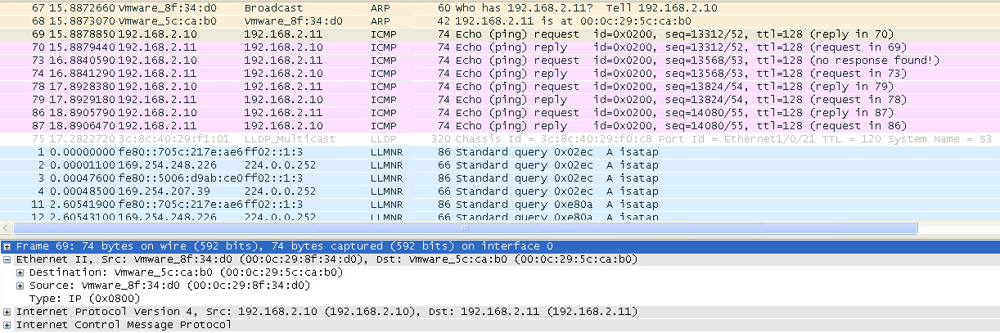 67 15.8872660 Vmware_8f:34:d0 Broadcast ARP 60 Who has 192.168.2.11? Tell 192.168.2.10
68 15.8873070 Vmware_5c:ca:b0 Vmware_8f:34:d0 ARP 42 192.168.2.11 is at 00:0c:29:5c:ca:b0
69 15.8878850 192.168.2.10 192.168.2.11 ICMP 74 Echo (ping) request id=0x0200, seq=13312/52, ttl=128 (reply in 70)
70 15.8879440 192.168.2.11 192.168.2.10 ICMP 74 Echo (ping) reply id=0x0200, seq=13312/52, ttl=128 (request in 69)
73 16.8840590 192.168.2.10 192.168.2.11 ICMP 74 Echo (ping) request id=0x0200, seq=13568/53, ttl=128 (no response found!)
74 16.8841290 192.168.2.11 192.168.2.10 ICMP 74 Echo (ping) reply id=0x0200, seq=13568/53, ttl=128 (request in 73)
78 17.8928380 192.168.2.10 192.168.2.11 ICMP 74 Echo (ping) request id=0x0200, seq=13824/54, ttl=128 (reply in 79)
79 17.8929180 192.168.2.11 192.168.2.10 ICMP 74 Echo (ping) reply id=0x0200, seq=13824/54, ttl=128 (request in 78)
86 18.8905790 192.168.2.10 192.168.2.11 ICMP 74 Echo (ping) request id=0x0200, seq=14080/55, ttl=128 (reply in 87)
87 18.8906470 192.168.2.11 192.168.2.10 ICMP 74 Echo (ping) reply id=0x0200, seq=14080/55, ttl=128 (request in 86)
75 17.2822720 3c:8c:40:29:f1:01 LLDP_Multicast LLDP 320 Chassis Id = 3c:8c:40:29:f0:c8 Port Id = Ethernet1/0/21 TTL = 120 System Name = S3
1 0.00000000 fe80::705c:217e:ae6 ff02::1:3 LLMNR 86 Standard query 0x02ec A isatap
2 0.00001100 169.254.248.226 224.0.0.252 LLMNR 66 Standard query 0x02ec A isatap
3 0.00047600 fe80::5006:d9ab:ce0 ff02::1:3 LLMNR 86 Standard query 0x02ec A isatap
4 0.00048500 169.254.207.39 224.0.0.252 LLMNR 66 Standard query 0x02ec A isatap
11 2.60541900 fe80::705c:217e:ae6 ff02::1:3 LLMNR 86 Standard query 0xe80a A isatap
12 2.60543100 169.254.248.226 224.0.0.252 LLMNR 66 Standard query 0xe80a A isatap
Frame 69: 74 bytes on wire (592 bits), 74 bytes captured (592 bits) on interface 0
Ethernet II, Src: Vmware_8f:34:d0 (00:0c:29:8f:34:d0), Dst: Vmware_5c:ca:b0 (00:0c:29:5c:ca:b0)
Destination: Vmware_5c:ca:b0 (00:0c:29:5c:ca:b0)
Source: Vmware_8f:34:d0 (00:0c:29:8f:34:d0)
Type: IP (0x0800)
Internet Protocol Version 4, Src: 192.168.2.10 (192.168.2.10), Dst: 192.168.2.11 (192.168.2.11)
Internet Control Message Protocol